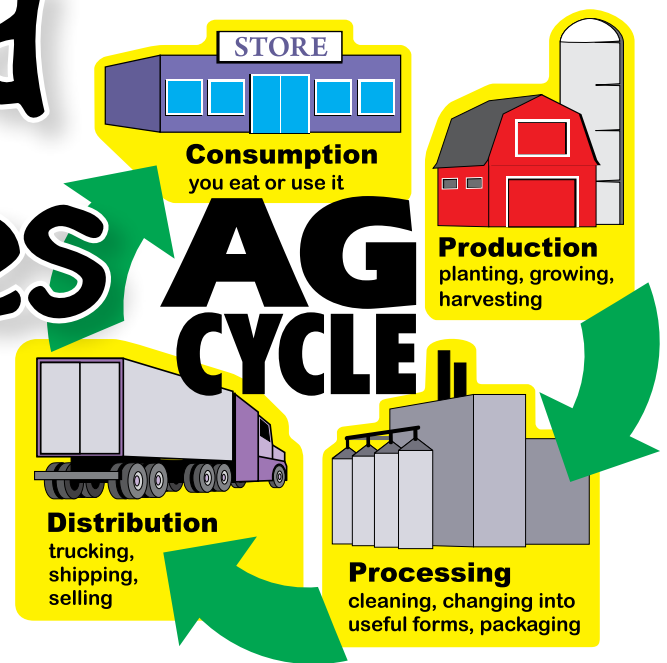 es
STORE
Consumption
you eat or use it
AG
CYCLE
Production
planting, growing,
harvesting
Distribution
trucking,
shipping,
selling
Processing
cleaning, changing into
useful forms, packaging